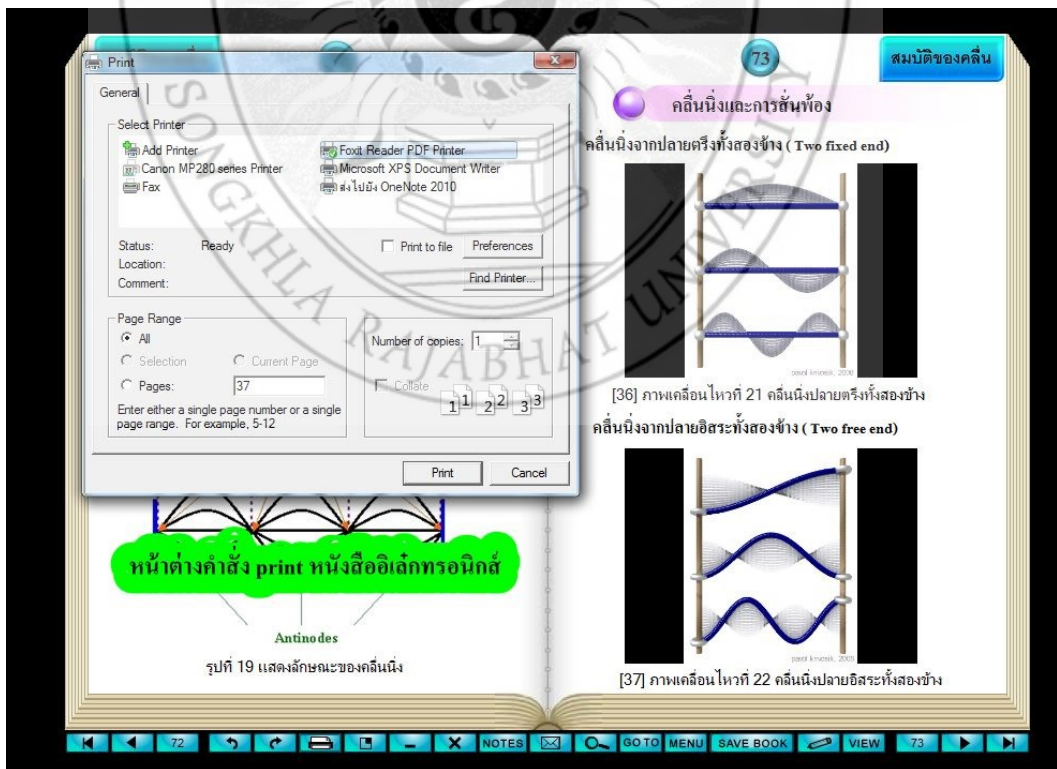 Print
General
Select Printer
Add Printer
Canon MP280 series Printer
Fax
Foxit Reader PDF Printer
Microsoft XPS Document Writer
ส่งไปยัง OneNote 2010
Status: Ready
Location:
Comment:
Print to file
Preferences
Find Printer...
Page Range
All
Selection
Current Page
Pages: 37
Enter either a single page number or a single
page range. For example, 5-12
Number of copies: 1
Collate
1 1 2 2 3 3
Print
Cancel
หน้าต่างคำสั่ง print หนังสืออิเล็กทรอนิกส์
Antinodes
รูปที่ 19 แสดงลักษณะของคลื่นนิ่ง
73
สมบัติของคลื่น
คลื่นนิ่งและการสั่นพ้อง
คลื่นนิ่งจากปลายตรึงทั้งสองข้าง ( Two fixed end)
[36] ภาพเคลื่อนไหวที่ 21 คลื่นนิ่งปลายตรึงทั้งสองข้าง
คลื่นนิ่งจากปลายอิสระทั้งสองข้าง ( Two free end)
[37] ภาพเคลื่อนไหวที่ 22 คลื่นนิ่งปลายอิสระทั้งสองข้าง
72
NOTES
GO TO
MENU
SAVE BOOK
VIEW
73
SONGKHLA RAJABHAT UNIVERSITY